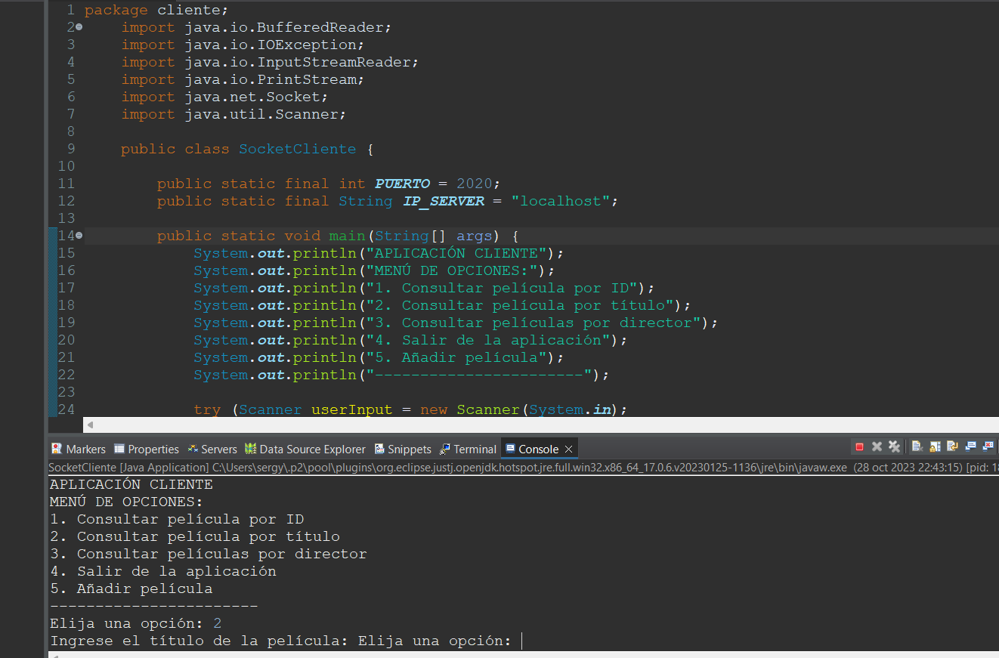 1 package cliente;
2 import java.io.BufferedReader;
3 import java.io.IOException;
4 import java.io.InputStreamReader;
5 import java.io.PrintStream;
6 import java.net.Socket;
7 import java.util.Scanner;
8
9 public class SocketCliente {
10
11 public static final int PUERTO = 2020;
12 public static final String IP_SERVER = "localhost";
13
14 public static void main(String[] args) {
15 System.out.println("APLICACIÓN CLIENTE");
16 System.out.println("MENÚ DE OPCIONES:");
17 System.out.println("1. Consultar película por ID");
18 System.out.println("2. Consultar película por título");
19 System.out.println("3. Consultar películas por director");
20 System.out.println("4. Salir de la aplicación");
21 System.out.println("5. Añadir película");
22 System.out.println("-----------------------");
23
24 try (Scanner userInput = new Scanner(System.in);
Markers Properties Servers Data Source Explorer Snippets Terminal Console
SocketCliente [Java Application] C:\Users\sergy\.p2\pool\plugins\org.eclipse.justj.openjdk.hotspot.jre.full.win32.x86_64_17.0.6.v20230125-1136\jre\bin\javaw.exe (28 oct 2023 22:43:15) [pid:
APLICACIÓN CLIENTE
MENÚ DE OPCIONES:
1. Consultar película por ID
2. Consultar película por título
3. Consultar películas por director
4. Salir de la aplicación
5. Añadir película
-----------------------
Elija una opción: 2
Ingrese el título de la película: Elija una opción: